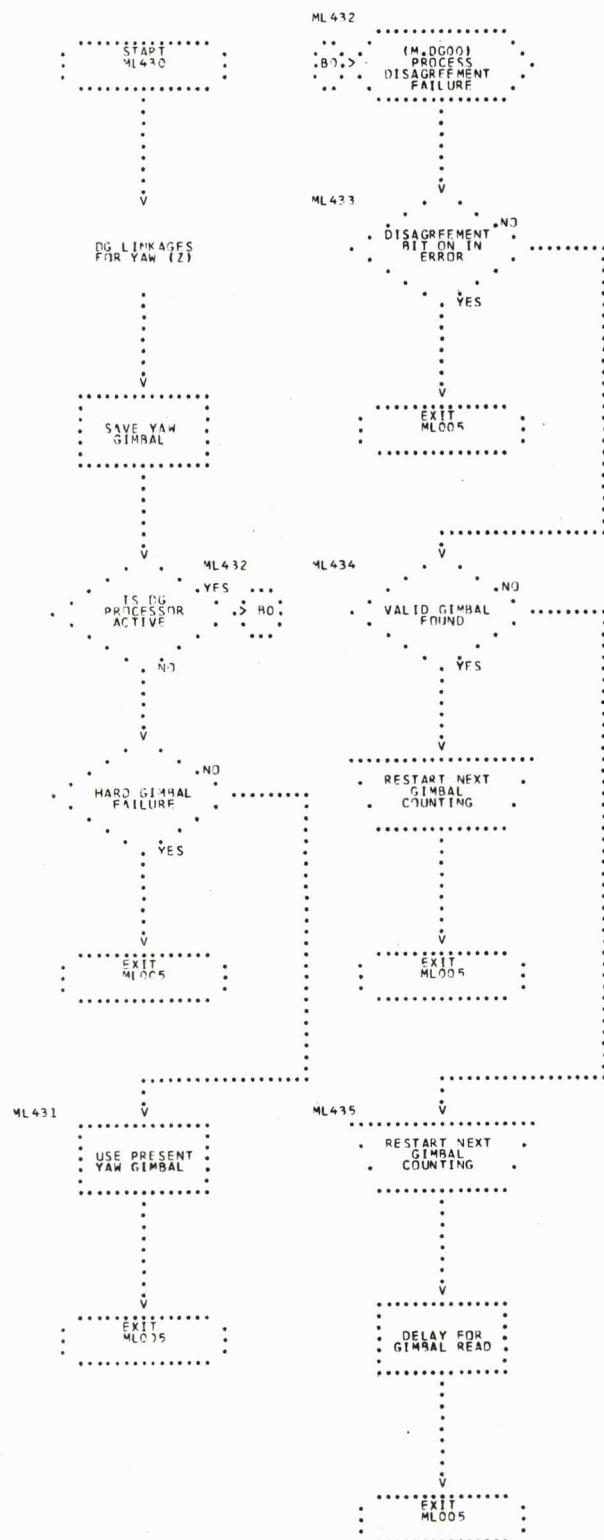 START
ML430
DG LINKAGES
FOR YAW (Z)
SAVE YAW
GIMBAL
ML432
IS DG
PROCESSOR
ACTIVE
YES
> BO
NO
HARD GIMBAL
FAILURE
NO
YES
EXIT
ML005
ML431
USE PRESENT
YAW GIMBAL
EXIT
ML005
ML432
BO >
(M.DG00)
PROCESS
DISAGREEMENT
FAILURE
ML433
DISAGREEMENT
BIT ON IN
ERROR
NO
YES
EXIT
ML005
ML434
VALID GIMBAL
FOUND
NO
YES
RESTART NEXT
GIMBAL
COUNTING
EXIT
ML005
ML435
RESTART NEXT
GIMBAL
COUNTING
DELAY FOR
GIMBAL READ
EXIT
ML005